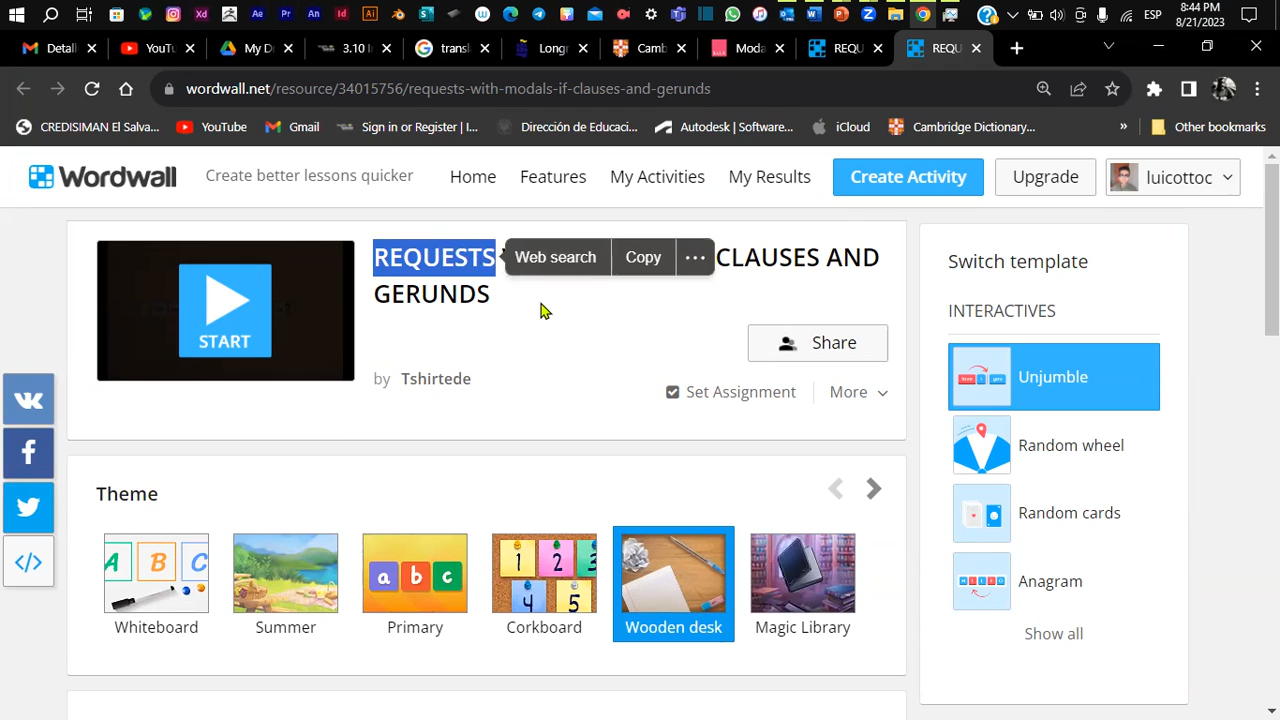 8:44 PM
ESP
8/21/2023
Detail
YouTu
My D
3.10 I
transl
Long
Camb
Moda
REQU
REQU
wordwall.net/resource/34015756/requests-with-modals-if-clauses-and-gerunds
CREDISIMAN El Salva...
YouTube
Gmail
Sign in or Register | I...
Dirección de Educaci...
Autodesk | Software...
iCloud
Cambridge Dictionary...
»
Other bookmarks
Wordwall
Create better lessons quicker
Home
Features
My Activities
My Results
Create Activity
Upgrade
luicottoc
START
REQUESTS
Web search
Copy
CLAUSES AND
GERUNDS
Share
by Tshirtede
Set Assignment
More
Switch template
INTERACTIVES
Unjumble
Random wheel
Random cards
Anagram
Show all
Theme
Whiteboard
Summer
Primary
Corkboard
Wooden desk
Magic Library